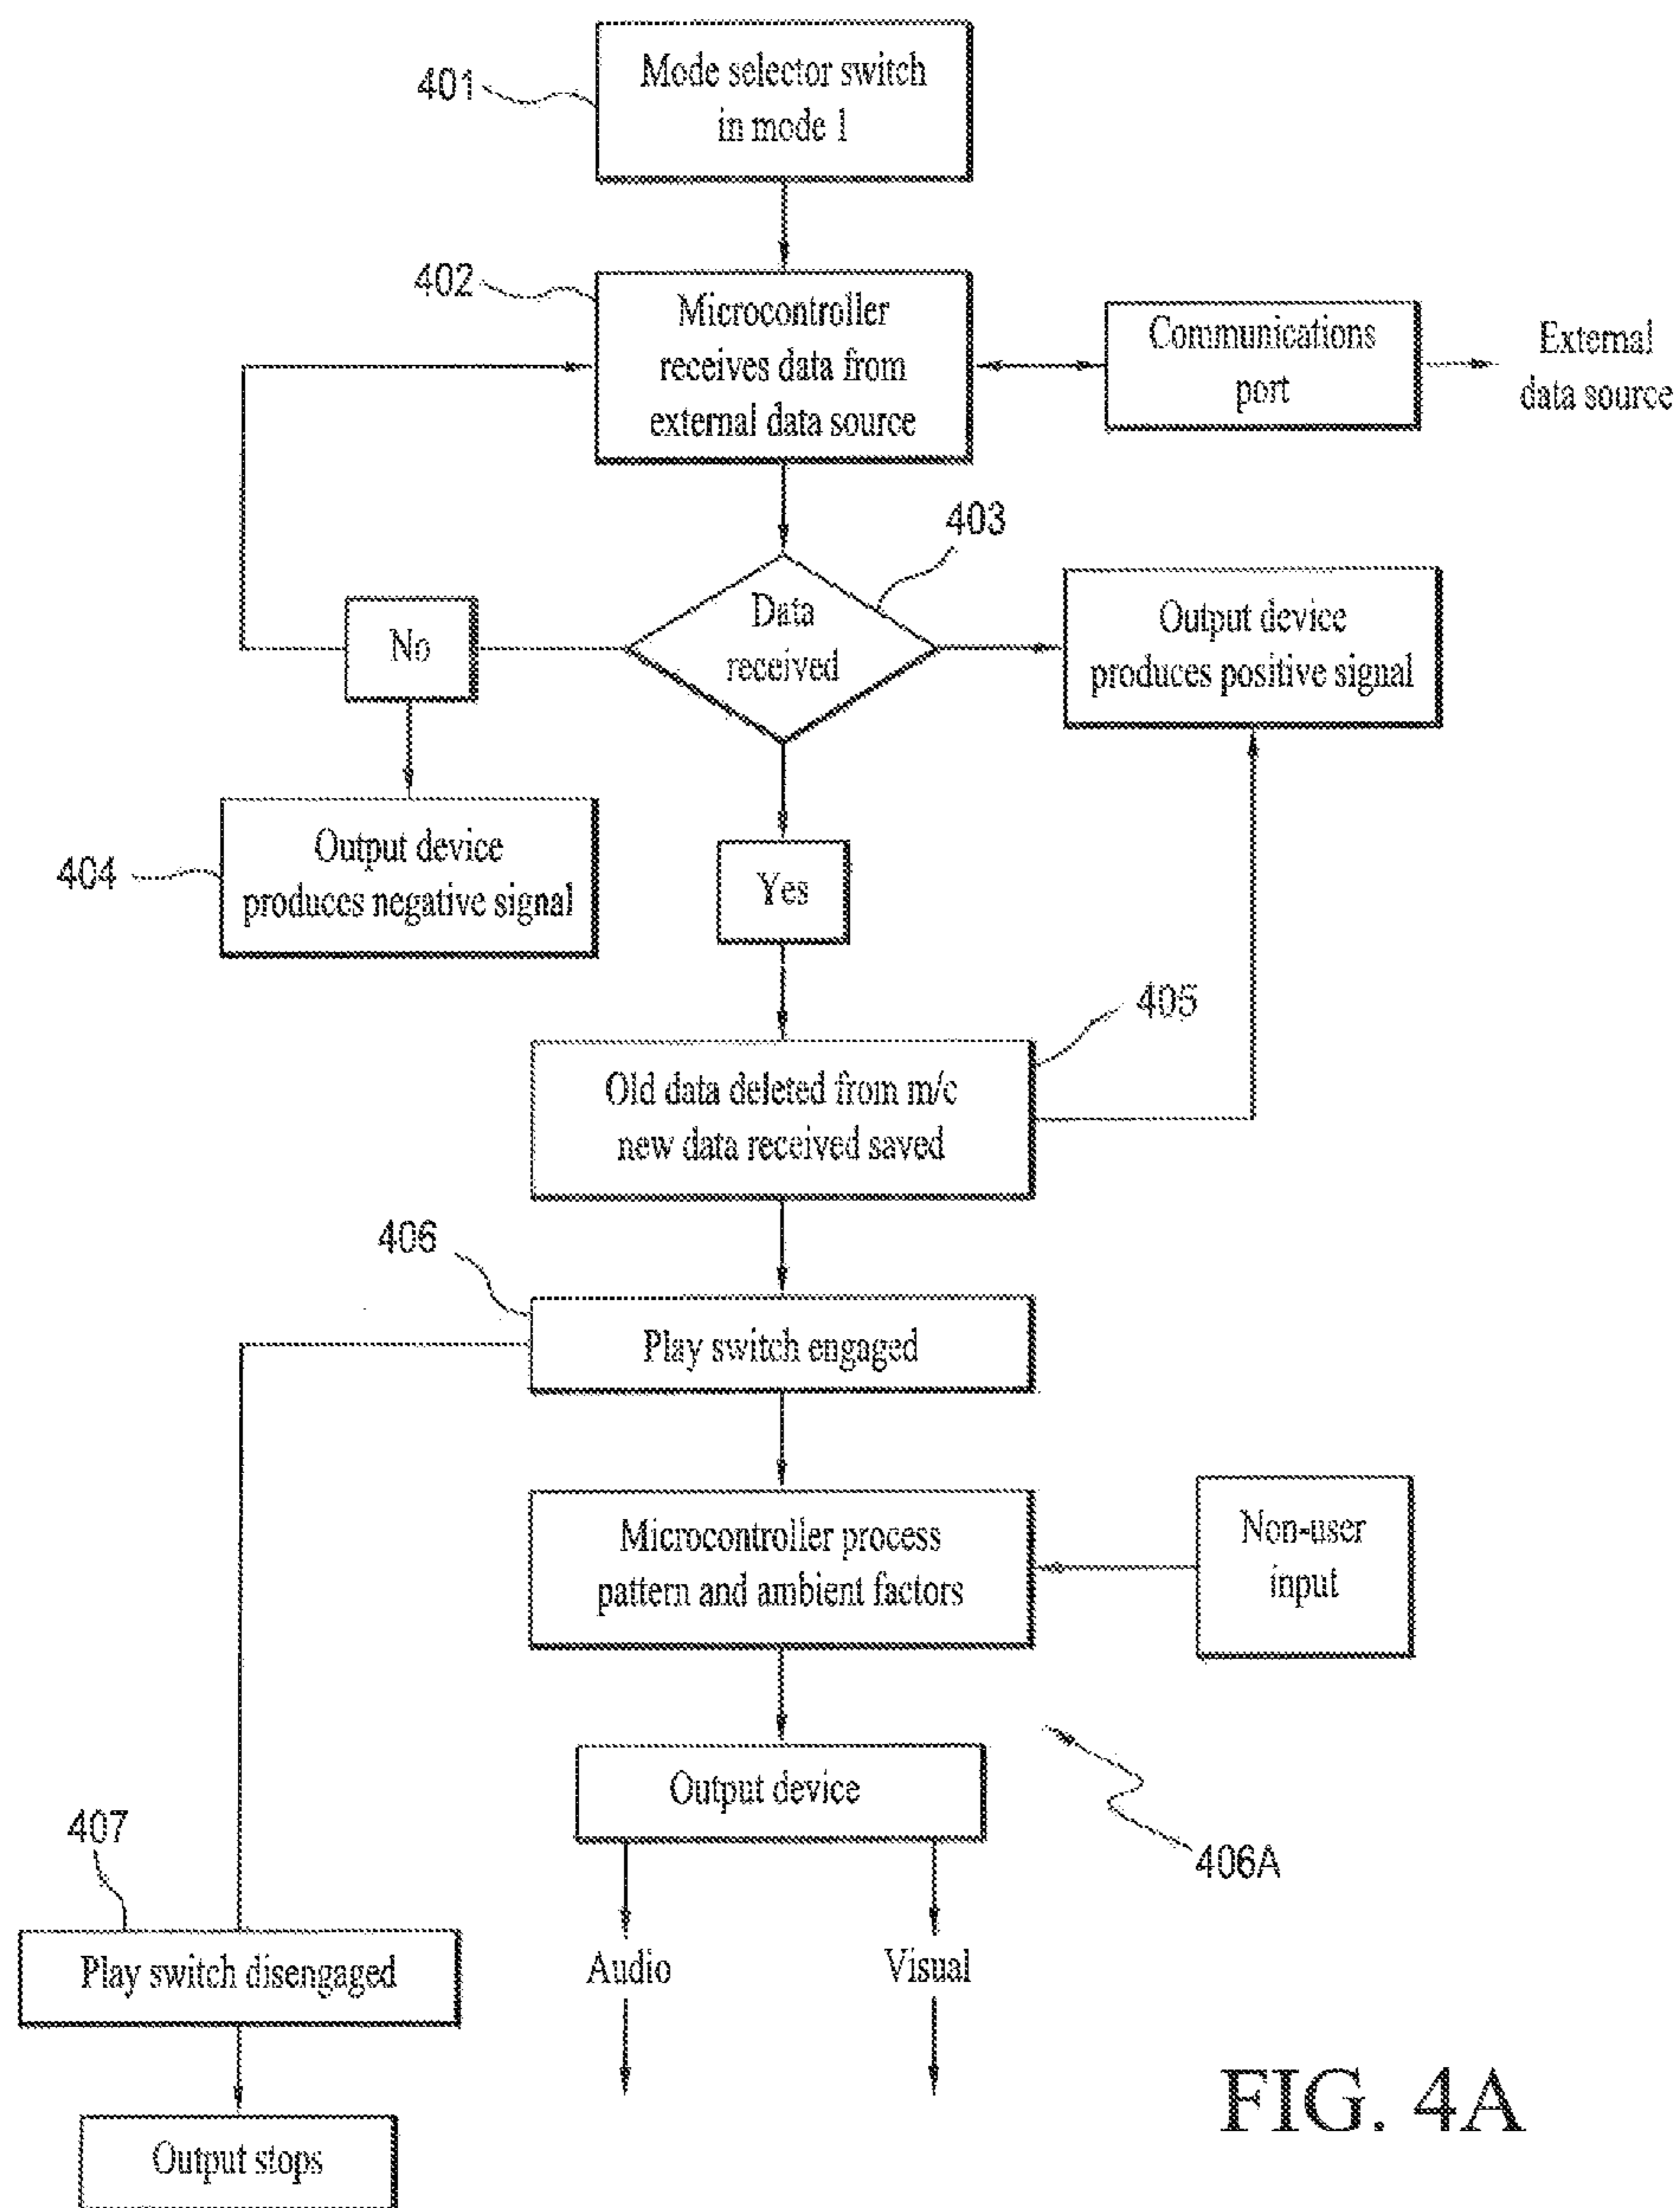 401
Mode selector switch
in mode 1
402
Microcontroller
receives data from
external data source
Communications
port
External
data source
403
Data
received
No
Output device
produces positive signal
404
Output device
produces negative signal
Yes
405
Old data deleted from m/c
new data received saved
406
Play switch engaged
Microcontroller process
pattern and ambient factors
Non-user
input
Output device
406A
407
Play switch disengaged
Audio
Visual
Output stops
FIG. 4A